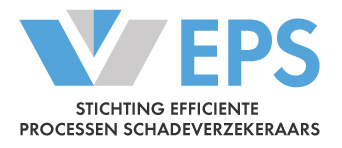 EPS
STICHTING EFFICIENTE
PROCESSEN SCHADEVERZEKERAARS